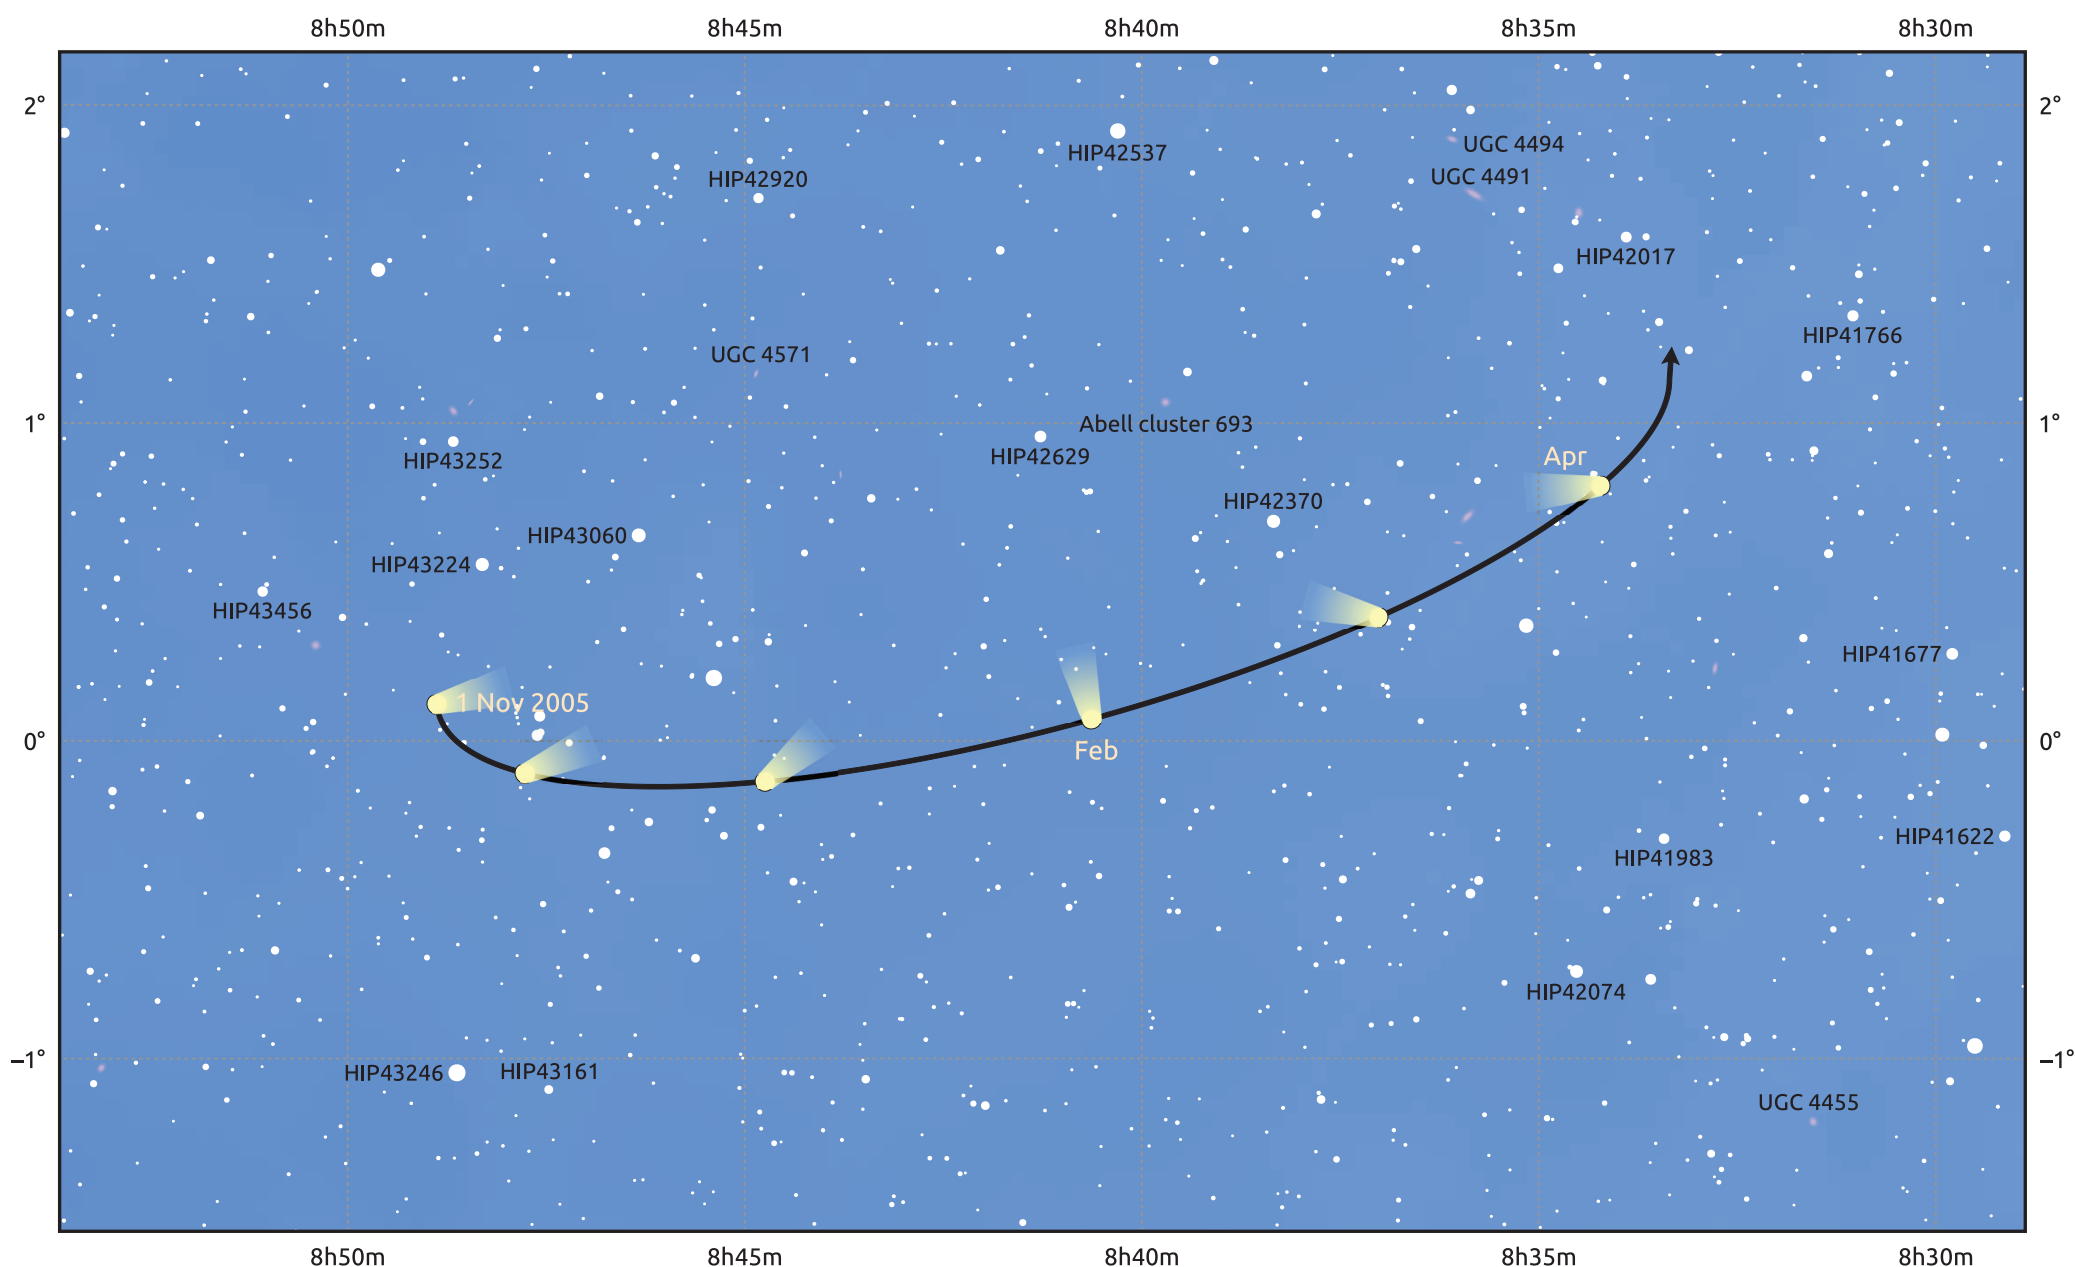 8h50m 8h45m 8h40m 8h35m 8h30m
2° 2°
UGC 4494
HIP42537
UGC 4491
HIP42920
HIP42017
HIP41766
UGC 4571
1° Abell cluster 693 1°
HIP42629
Apr
HIP43252
HIP42370
HIP43060
HIP43224
HIP43456
HIP41677
1 Nov 2005
0° 0°
Feb
HIP41622
HIP41983
HIP42074
−1° −1°
HIP43246 HIP43161
UGC 4455
8h50m 8h45m 8h40m 8h35m 8h30m